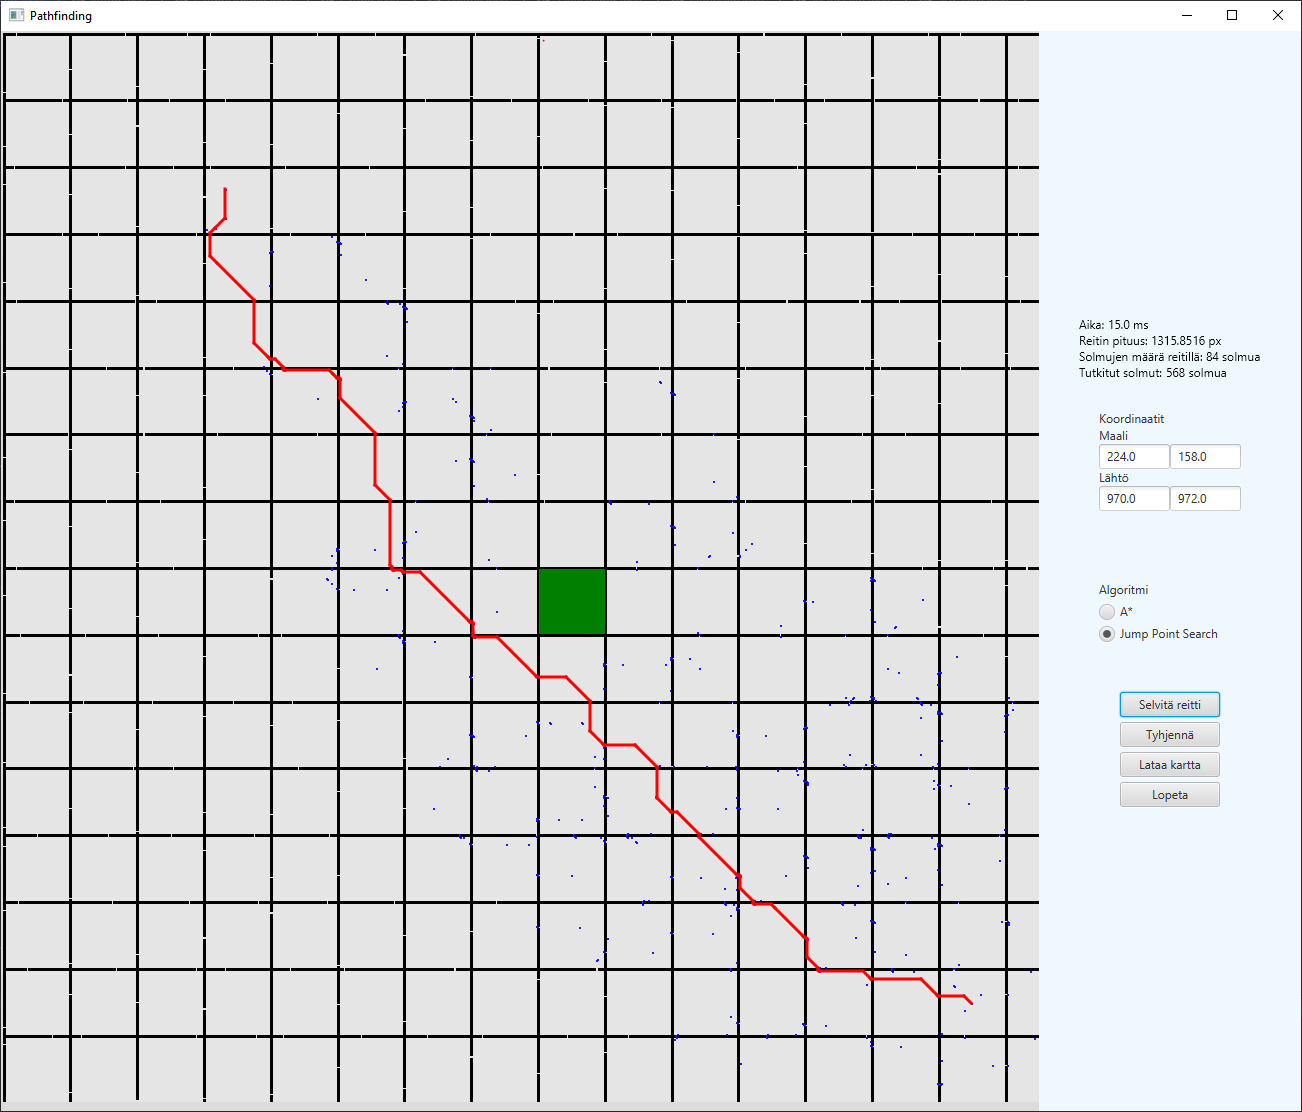 Pathfinding
Aika: 15.0 ms
Reitin pituus: 1315.8516 px
Solmujen määrä reitillä: 84 solmua
Tutkitut solmut: 568 solmua
Koordinaatit
Maali
224.0 158.0
Lähtö
970.0 972.0
Algoritmi
A*
Jump Point Search
Selvitä reitti
Tyhjennä
Lataa kartta
Lopeta